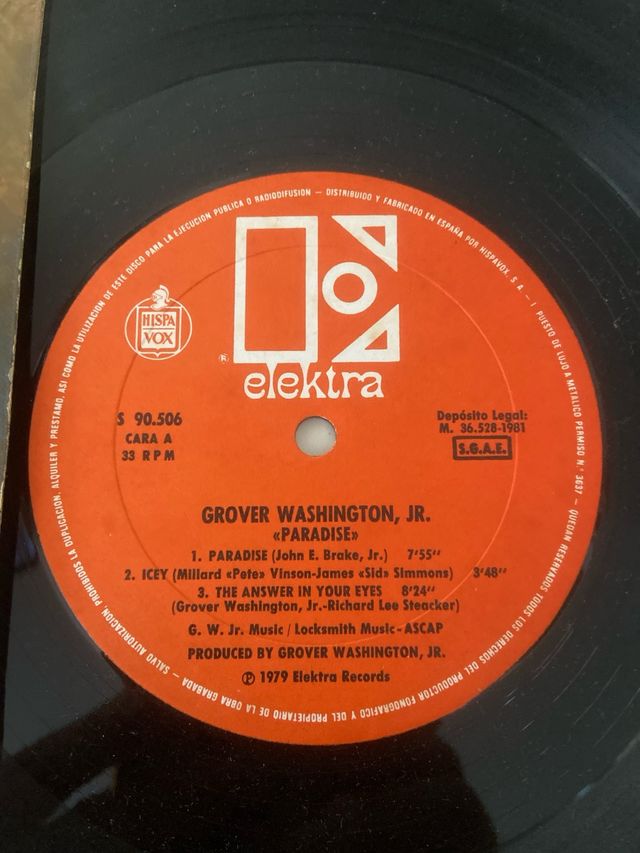 SALVO AUTORIZACION, PROHIBIDOS LA DUPLICACION, ALQUILER Y PRESTAMO, ASI COMO LA UTILIZACION DE ESTE DISCO PARA LA EJECUCION PUBLICA O RADIODIFUSION — DISTRIBUIDO Y FABRICADO EN ESPAÑA POR HISPAVOX, S. A. — I PUESTO DE LUJO A METALICO PERMISO N.° 3637 - QUEDAN RESERVADOS TODOS LOS DERECHOS DEL PRODUCTOR FONOGRAFICO Y DEL PROPIETARIO DE LA OBRA GRABADA —
HISPA
VOX
®
elektra
S 90.506
CARA A
33 RPM
Depósito Legal:
M. 36.528-1981
S.G.A.E.
GROVER WASHINGTON, JR.
«PARADISE»
1. PARADISE (John E. Brake, Jr.) 7'55''
2. ICEY (Millard «Pete» Vinson-James «Sid» Simmons) 3'48''
3. THE ANSWER IN YOUR EYES 8'24''
(Grover Washington, Jr.-Richard Lee Steacker)
G. W. Jr. Music / Locksmith Music - ASCAP
PRODUCED BY GROVER WASHINGTON, JR.
℗ 1979 Elektra Records